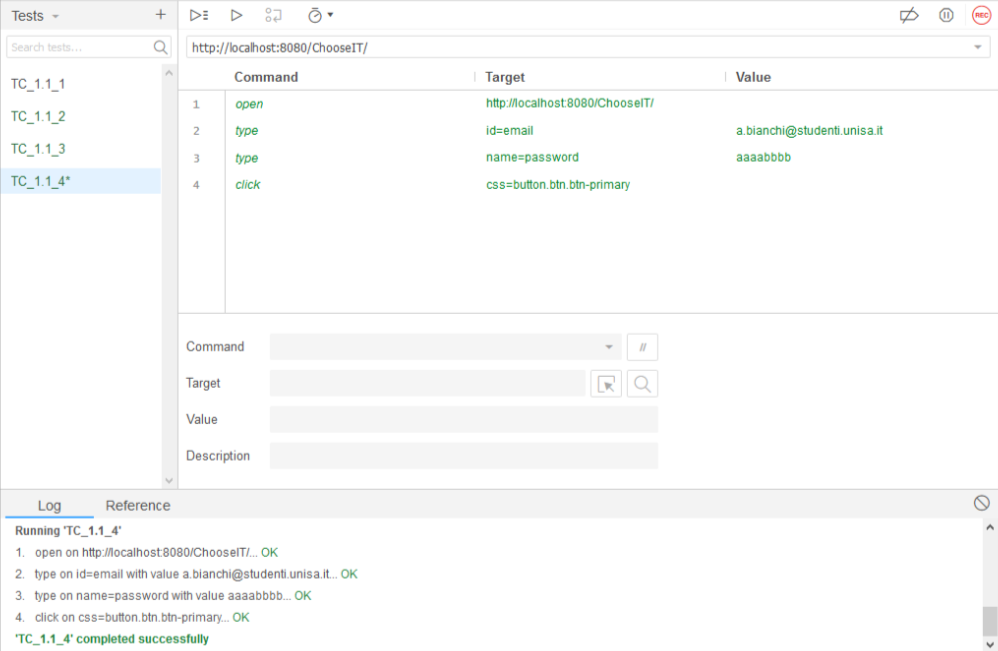 Tests
REC
Search tests...
http://localhost:8080/ChooseIT/
TC_1.1_1
TC_1.1_2
TC_1.1_3
TC_1.1_4*
Command Target Value
1 open http://localhost:8080/ChooseIT/
2 type id=email a.bianchi@studenti.unisa.it
3 type name=password aaaabbbb
4 click css=button.btn.btn-primary
Command //
Target
Value
Description
Log Reference
Running 'TC_1.1_4'
1. open on http://localhost:8080/ChooseIT/... OK
2. type on id=email with value a.bianchi@studenti.unisa.it... OK
3. type on name=password with value aaaabbbb... OK
4. click on css=button.btn.btn-primary... OK
'TC_1.1_4' completed successfully